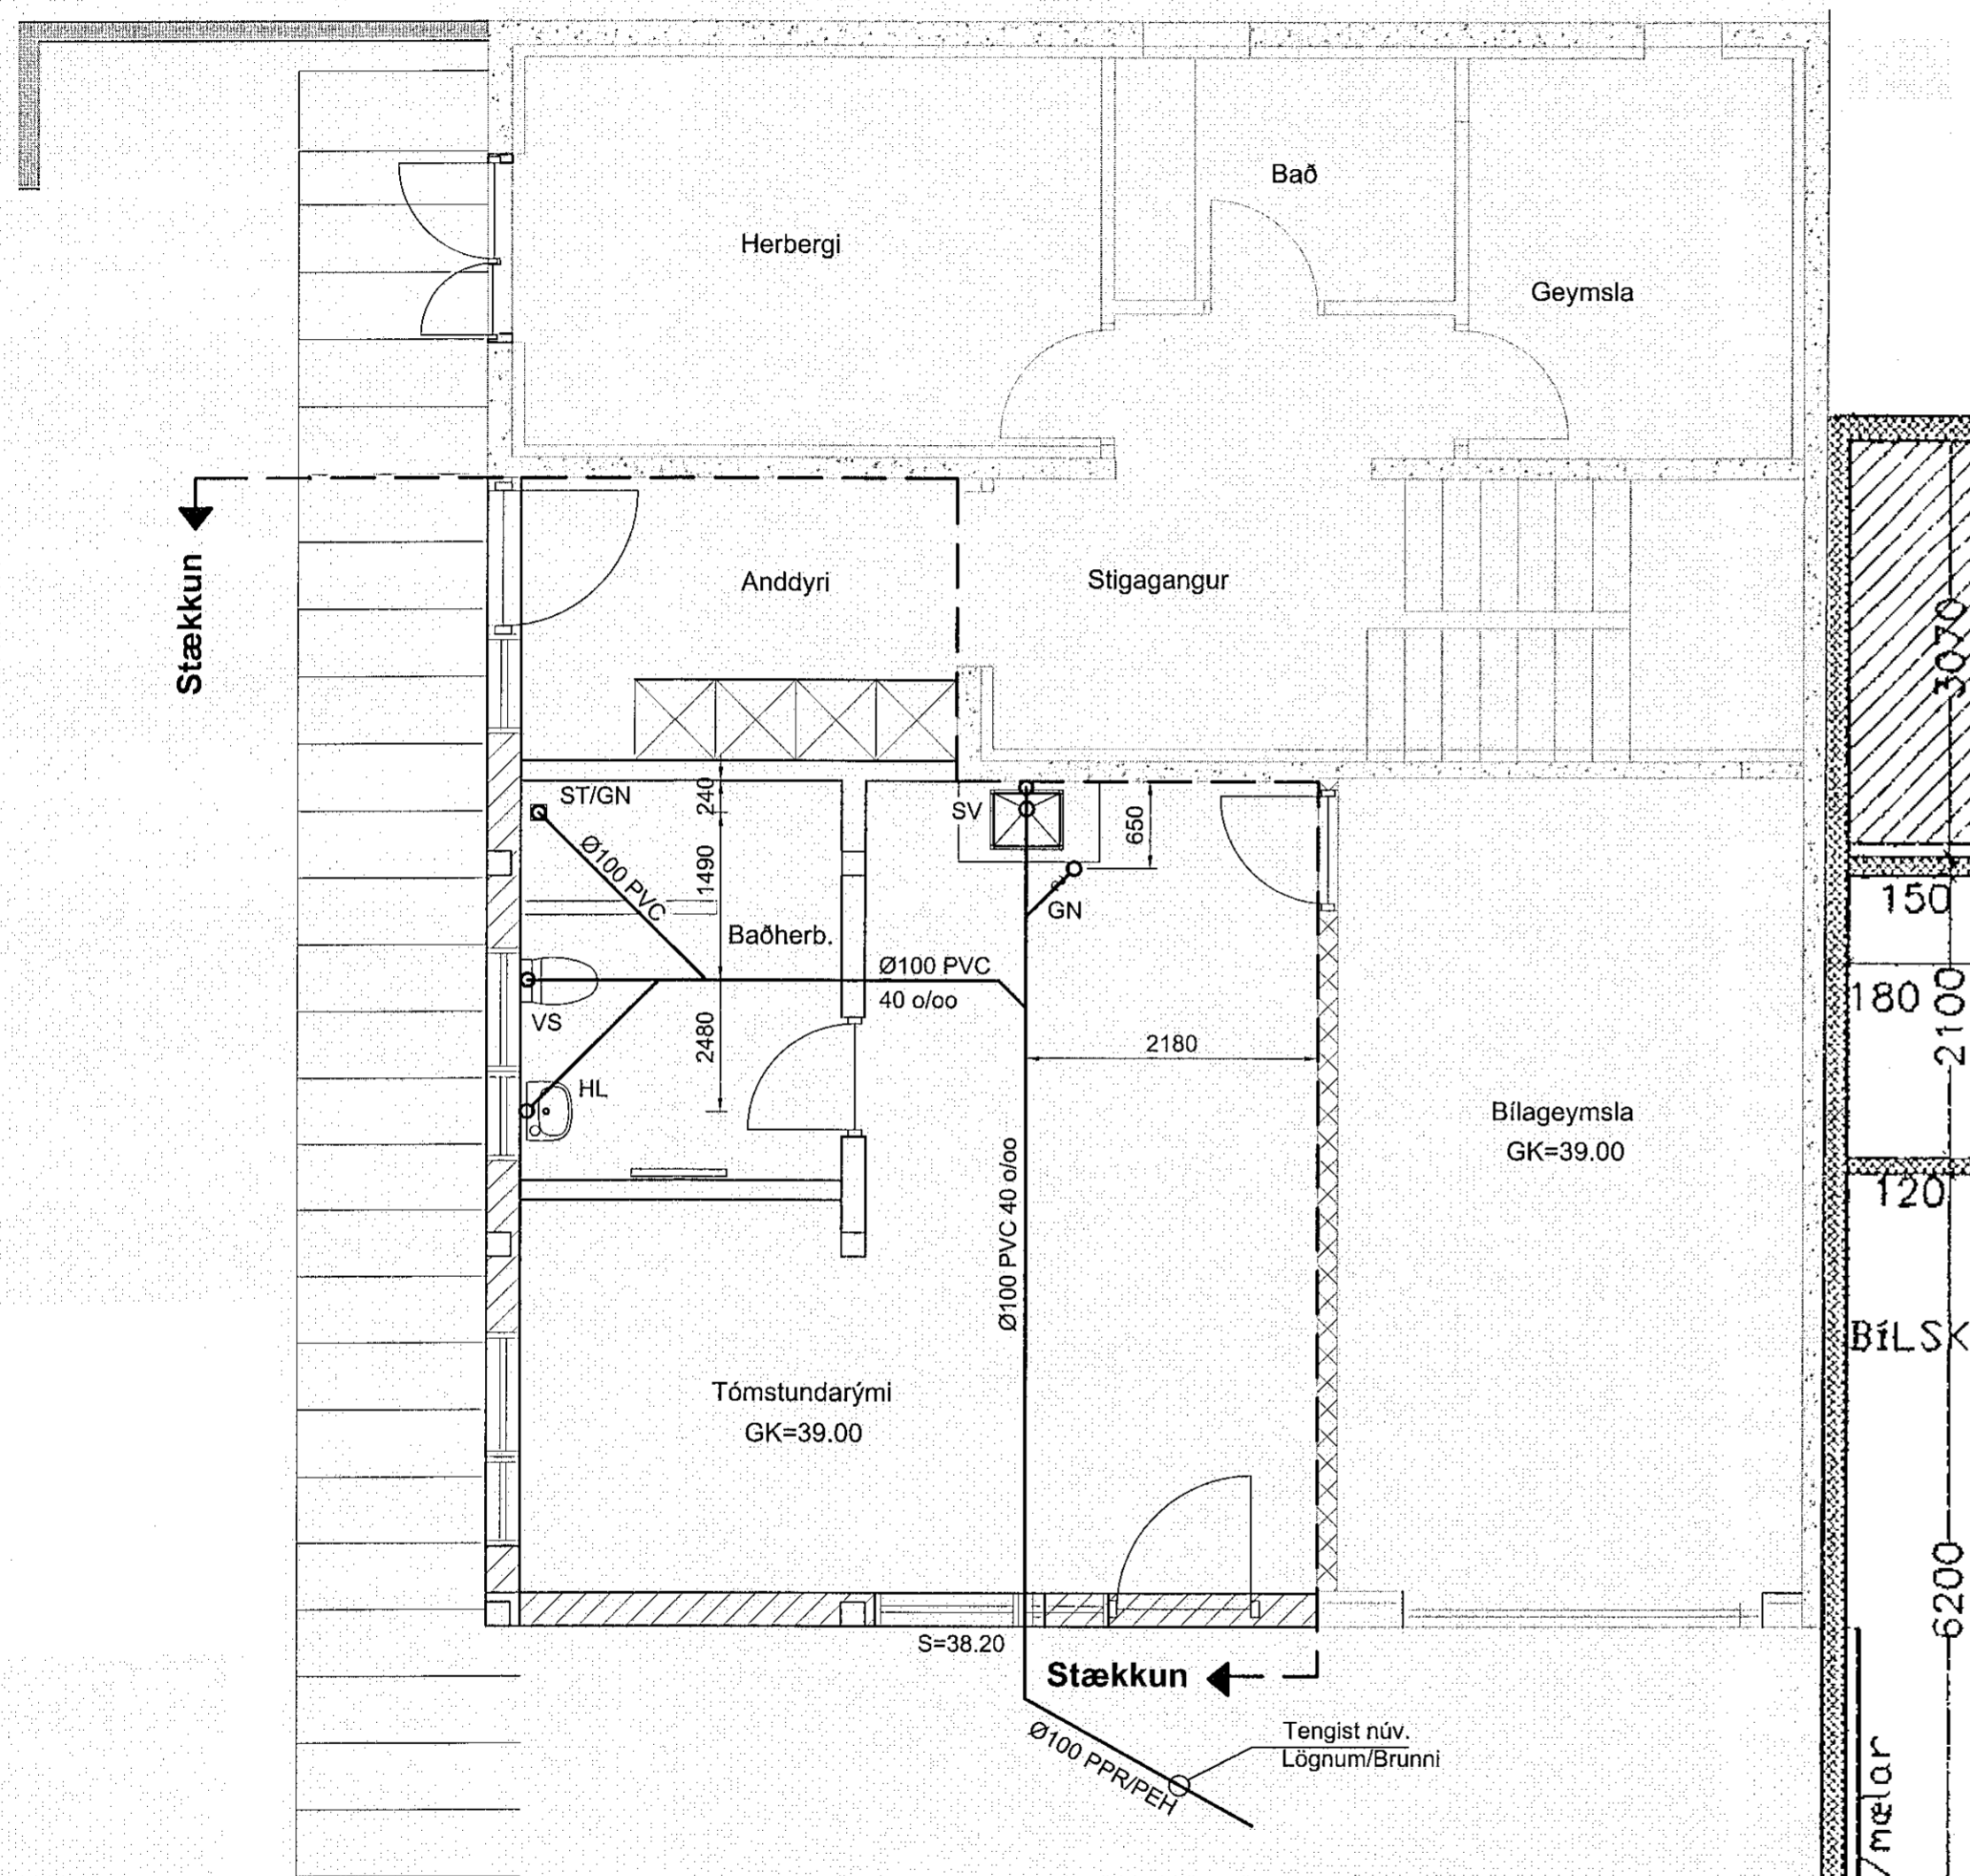 Bað
Herbergi
Geymsla
Stækkun
Anddyri
Stigagangur
3070
ST/GN
240
SV
650
Ø100 PVC
1490
150
GN
Baðherb.
Ø100 PVC
40 o/oo
180
2100
VS
2480
2180
HL
Bílageymsla
GK=39.00
Ø100 PVC 40 o/oo
120
BÍLSK
Tómstundarými
GK=39.00
6200
S=38.20
Stækkun
Ø100 PPR/PEH
Tengist núv.
Lögnum/Brunni
/mælar